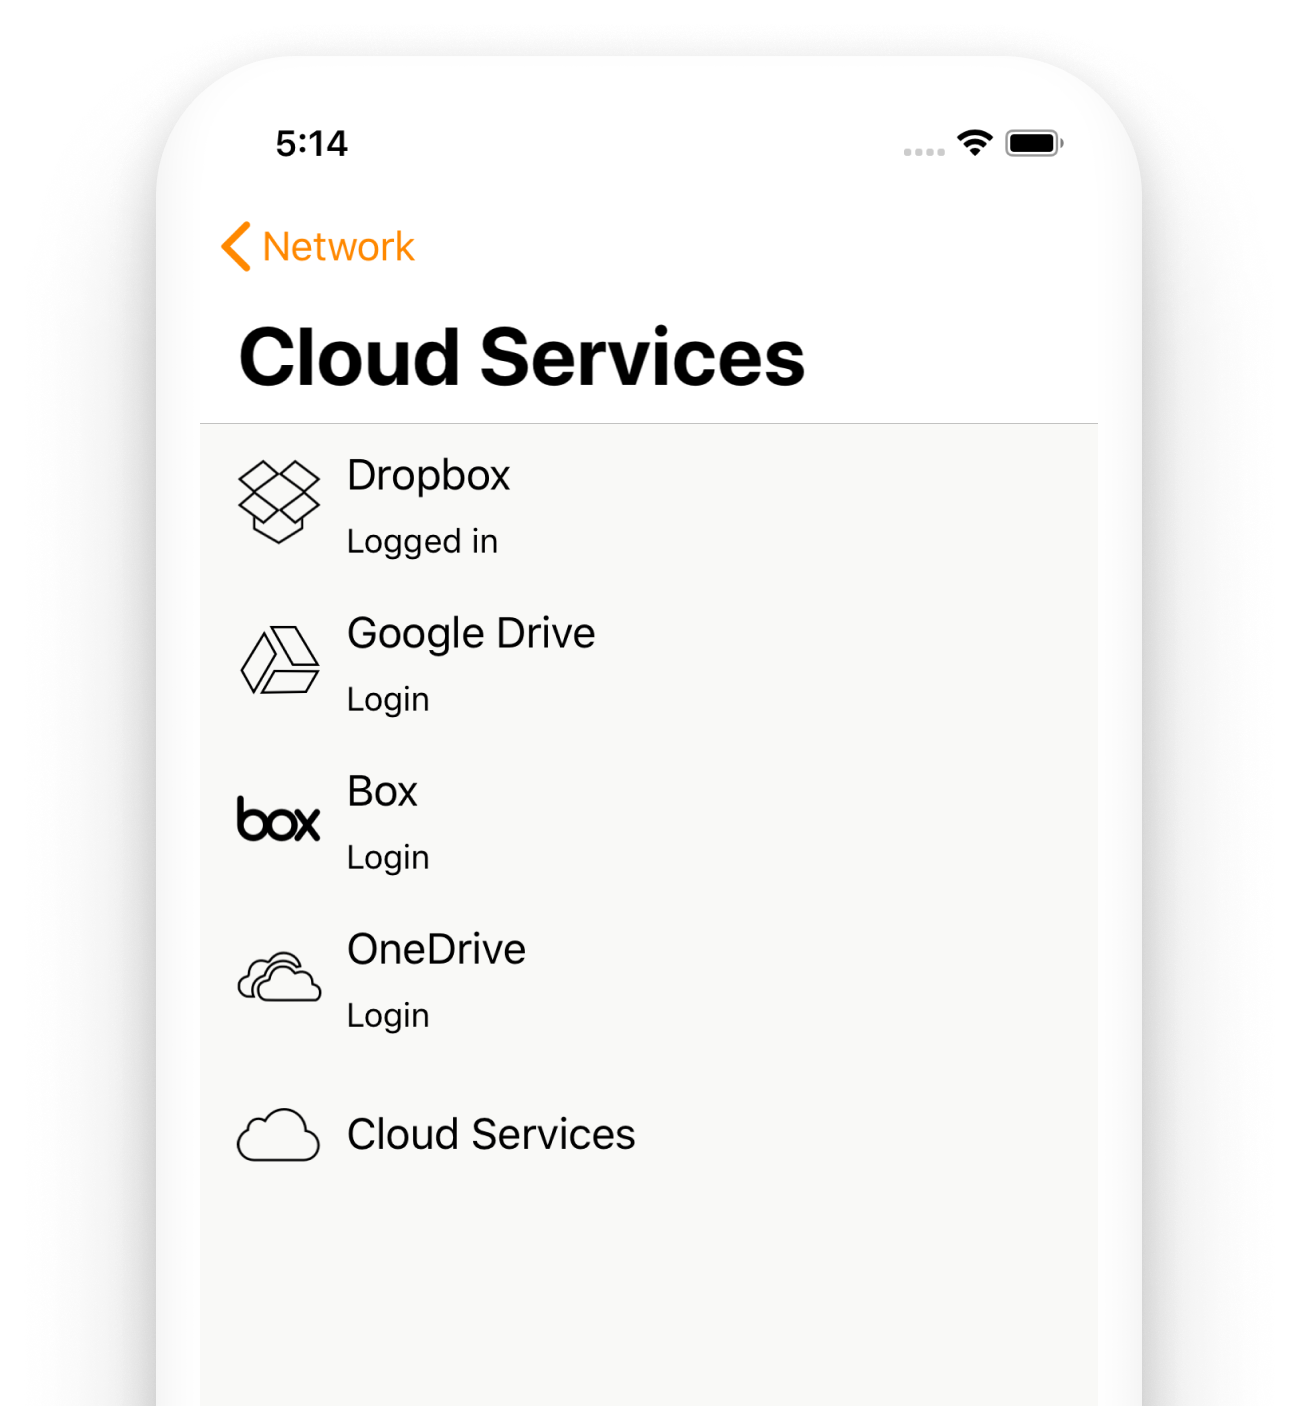 5:14
Network
Cloud Services
Dropbox
Logged in
Google Drive
Login
box
Box
Login
OneDrive
Login
Cloud Services